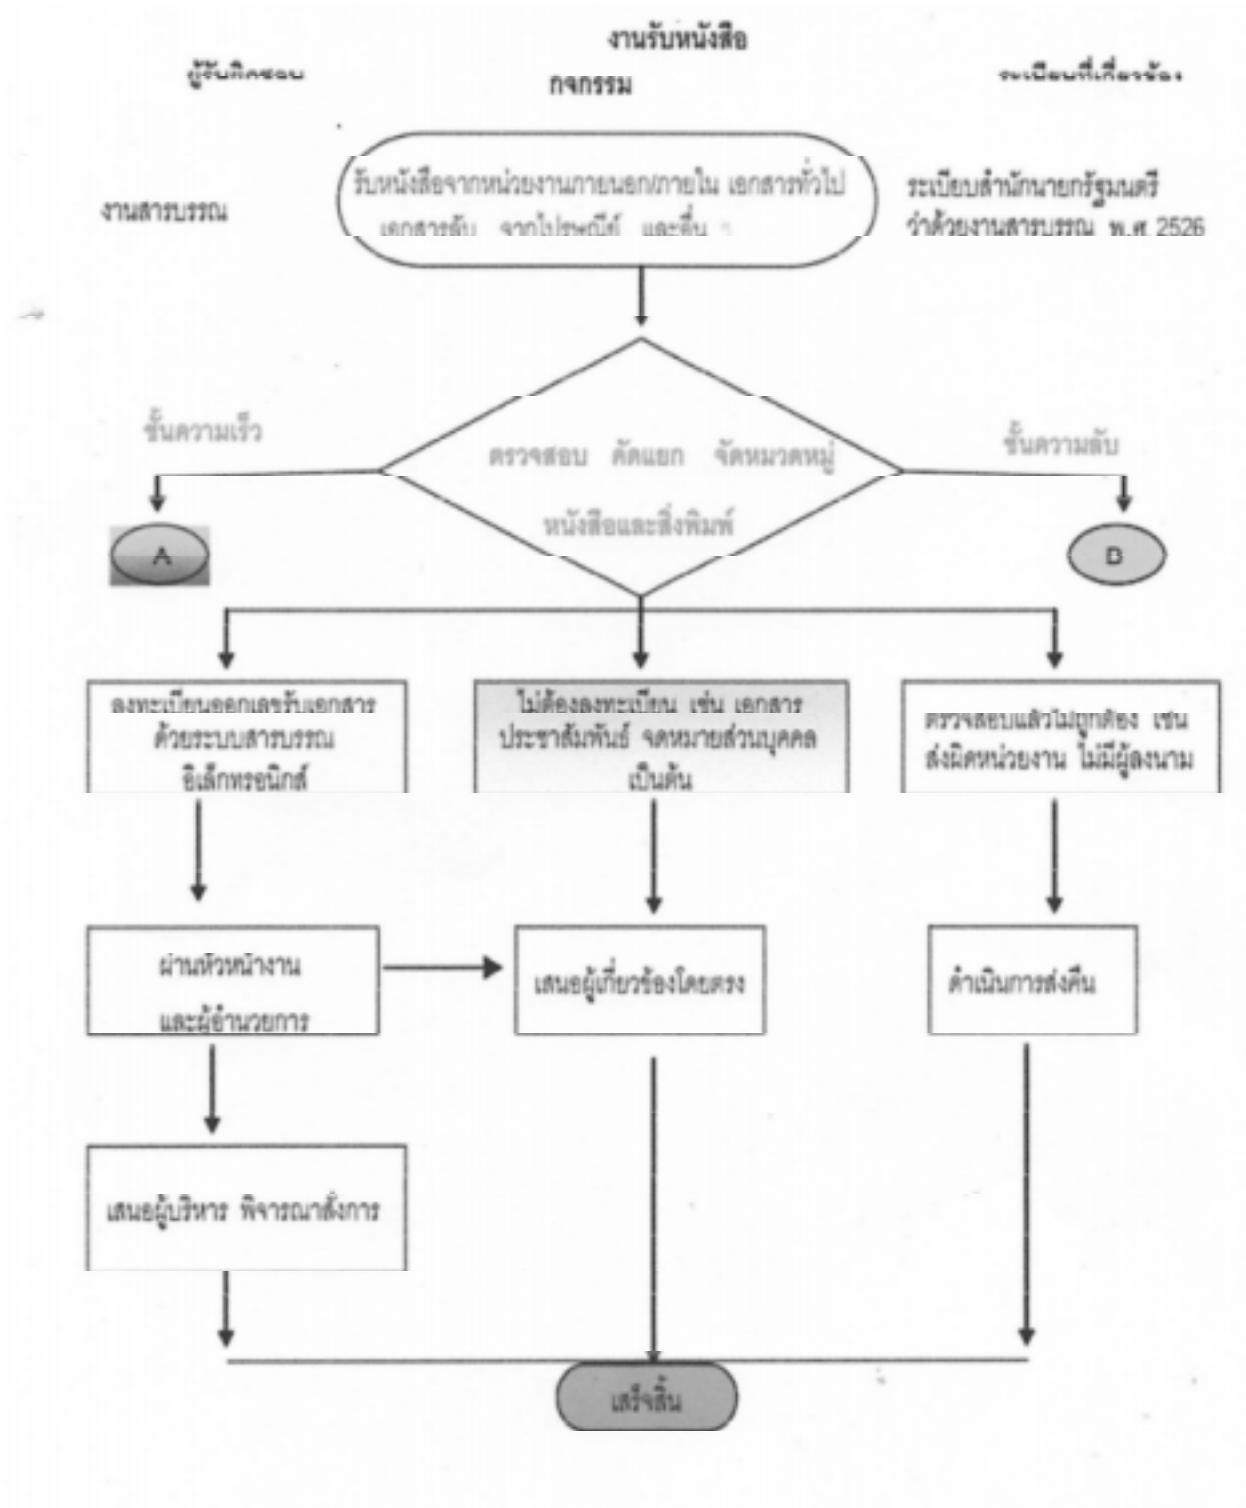 งานรับหนังสือ
ผู้รับผิดชอบ
กิจกรรม
ระเบียบที่เกี่ยวข้อง
งานสารบรรณ
รับหนังสือจากหน่วยงานภายนอก/ภายใน เอกสารทั่วไป
เอกสารลับ จากไปรษณีย์ และอื่น ๆ
ระเบียบสำนักนายกรัฐมนตรี
ว่าด้วยงานสารบรรณ พ.ศ. 2526
ชั้นความเร็ว
ตรวจสอบ คัดแยก จัดหมวดหมู่
หนังสือและสิ่งพิมพ์
ชั้นความลับ
A
B
ลงทะเบียนออกเลขรับเอกสาร
ด้วยระบบสารบรรณ
อิเล็กทรอนิกส์
ไม่ต้องลงทะเบียน เช่น เอกสาร
ประชาสัมพันธ์ จดหมายส่วนบุคคล
เป็นต้น
ตรวจสอบแล้วไม่ถูกต้อง เช่น
ส่งผิดหน่วยงาน ไม่มีผู้ลงนาม
ผ่านหัวหน้างาน
และผู้อำนวยการ
เสนอผู้เกี่ยวข้องโดยตรง
ดำเนินการส่งคืน
เสนอผู้บริหาร พิจารณาสั่งการ
เสร็จสิ้น